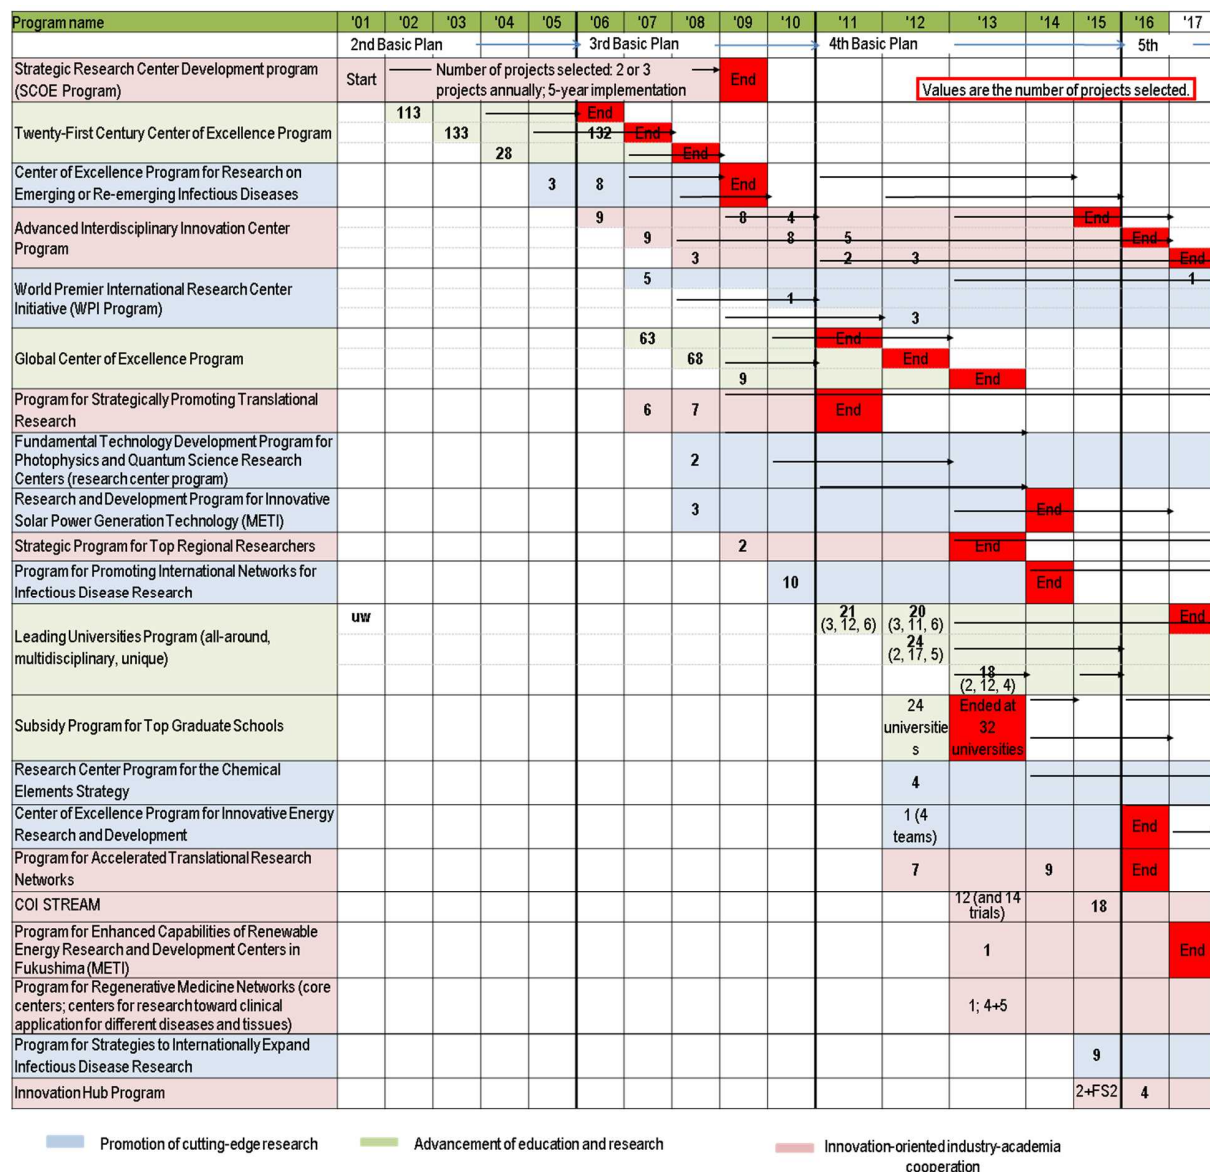 Program name '01 '02 '03 '04 '05 '06 '07 '08 '09 '10 '11 '12 '13 '14 '15 '16 '17
2nd Basic Plan 3rd Basic Plan 4th Basic Plan 5th
Strategic Research Center Development program
(SCOE Program)
Start
Number of projects selected: 2 or 3
projects annually; 5-year implementation
End
Values are the number of projects selected.
Twenty-First Century Center of Excellence Program
113 End
133 132 End
28 End
Center of Excellence Program for Research on
Emerging or Re-emerging Infectious Diseases
3 8 End
Advanced Interdisciplinary Innovation Center
Program
9 8 4 End
9 8 5 End
3 2 3 End
World Premier International Research Center
Initiative (WPI Program)
5 1
1
3
Global Center of Excellence Program
63 End
68 End
9 End
Program for Strategically Promoting Translational
Research
6 7 End
Fundamental Technology Development Program for
Photophysics and Quantum Science Research
Centers (research center program)
2
Research and Development Program for Innovative
Solar Power Generation Technology (METI)
3 End
Strategic Program for Top Regional Researchers
2 End
Program for Promoting International Networks for
Infectious Disease Research
10 End
Leading Universities Program (all-around,
multidisciplinary, unique)
uw
21 20 End
(3, 12, 6) (3, 11, 6)
24
(2, 17, 5)
18
(2, 12, 4)
Subsidy Program for Top Graduate Schools
24
universitie
s
Ended at
32
universities
Research Center Program for the Chemical
Elements Strategy
4
Center of Excellence Program for Innovative Energy
Research and Development
1 (4
teams)
End
Program for Accelerated Translational Research
Networks
7 9 End
COI STREAM
12 (and 14
trials)
18
Program for Enhanced Capabilities of Renewable
Energy Research and Development Centers in
Fukushima (METI)
1 End
Program for Regenerative Medicine Networks (core
centers; centers for research toward clinical
application for different diseases and tissues)
1; 4+5
Program for Strategies to Internationally Expand
Infectious Disease Research
9
Innovation Hub Program
2+FS2 4
Promotion of cutting-edge research
Advancement of education and research
Innovation-oriented industry-academia
cooperation